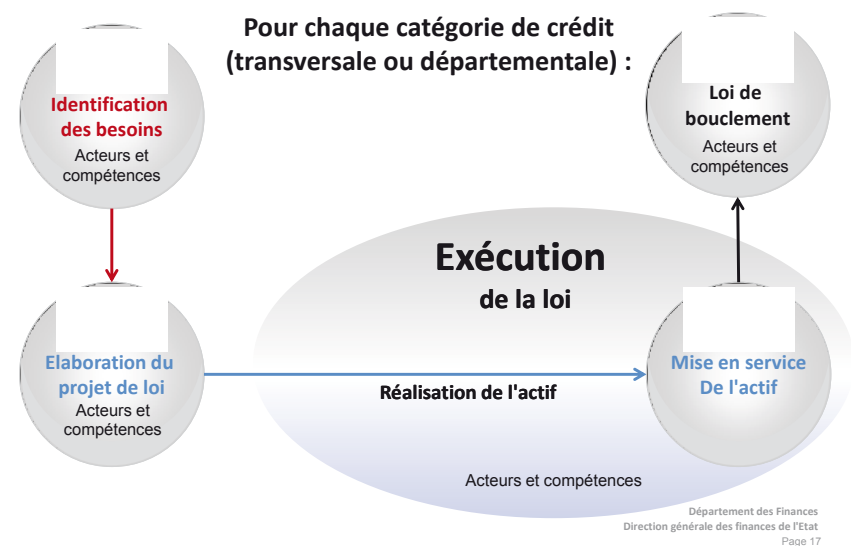 Pour chaque catégorie de crédit
(transversale ou départementale) :
Identification
des besoins
Acteurs et
compétences
Loi de
bouclement
Acteurs et
compétences
Exécution
de la loi
Elaboration du
projet de loi
Acteurs et
compétences
Réalisation de l'actif
Mise en service
De l'actif
Acteurs et compétences
Département des Finances
Direction générale des finances de l'Etat
Page 17